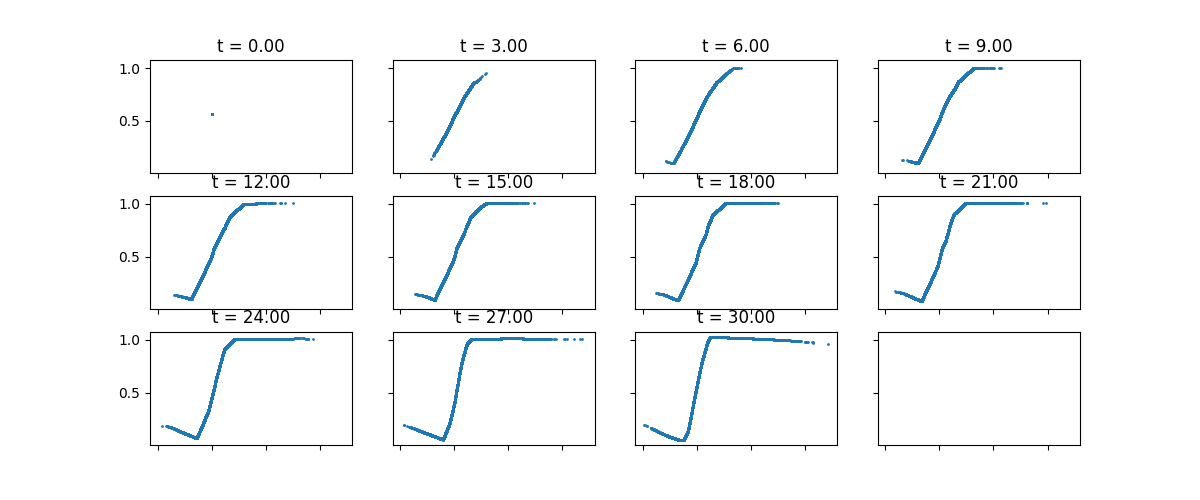 t = 0.00
t = 3.00
t = 6.00
t = 9.00
1.0
0.5
t = 12.00
t = 15.00
t = 18.00
t = 21.00
1.0
0.5
t = 24.00
t = 27.00
t = 30.00
1.0
0.5